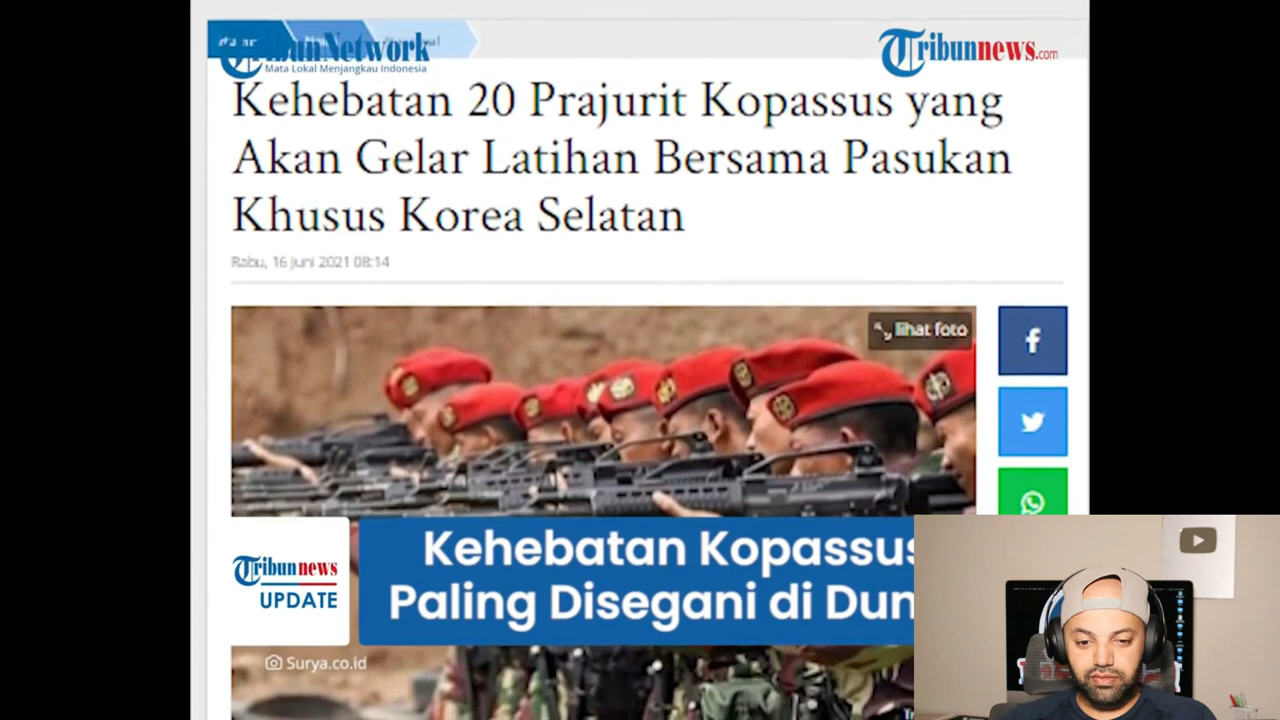 TribunNetwork
Mata Lokal Menjangkau Indonesia
Tribunnews.com
Kehebatan 20 Prajurit Kopassus yang
Akan Gelar Latihan Bersama Pasukan
Khusus Korea Selatan
Rabu, 16 Juni 2021 08:14
lihat foto
Tribunnews
UPDATE
Kehebatan Kopassus
Paling Disegani di Dun
Surya.co.id